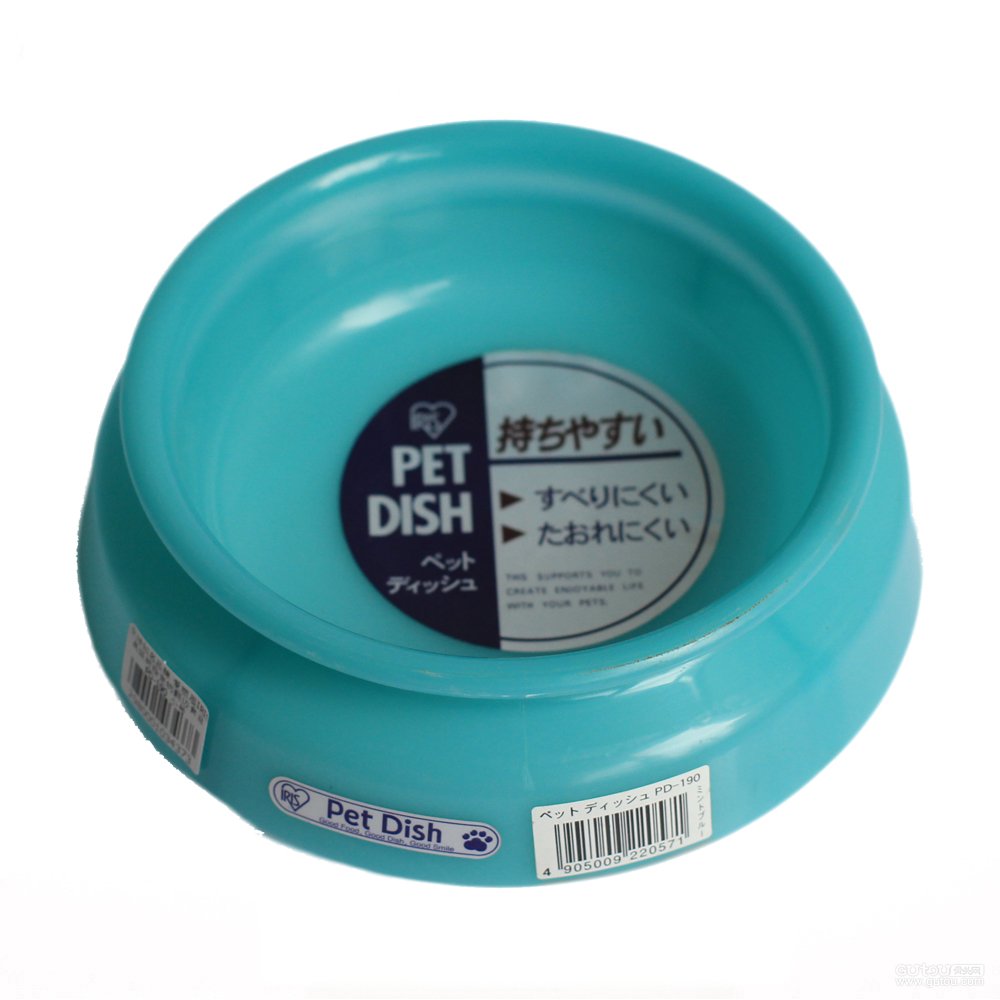 IRIS
PET
DISH
ペット
ディッシュ
持ちやすい
▶ すべりにくい
▶ たおれにくい
THIS SUPPORTS YOU TO
CREATE ENJOYABLE LIFE
WITH YOUR PETS.
IRIS
Pet Dish
Good Food, Good Dish, Good Smile
ペット ディッシュ PD-190
ミントブルー
4 905009 220571
www.gutou.com